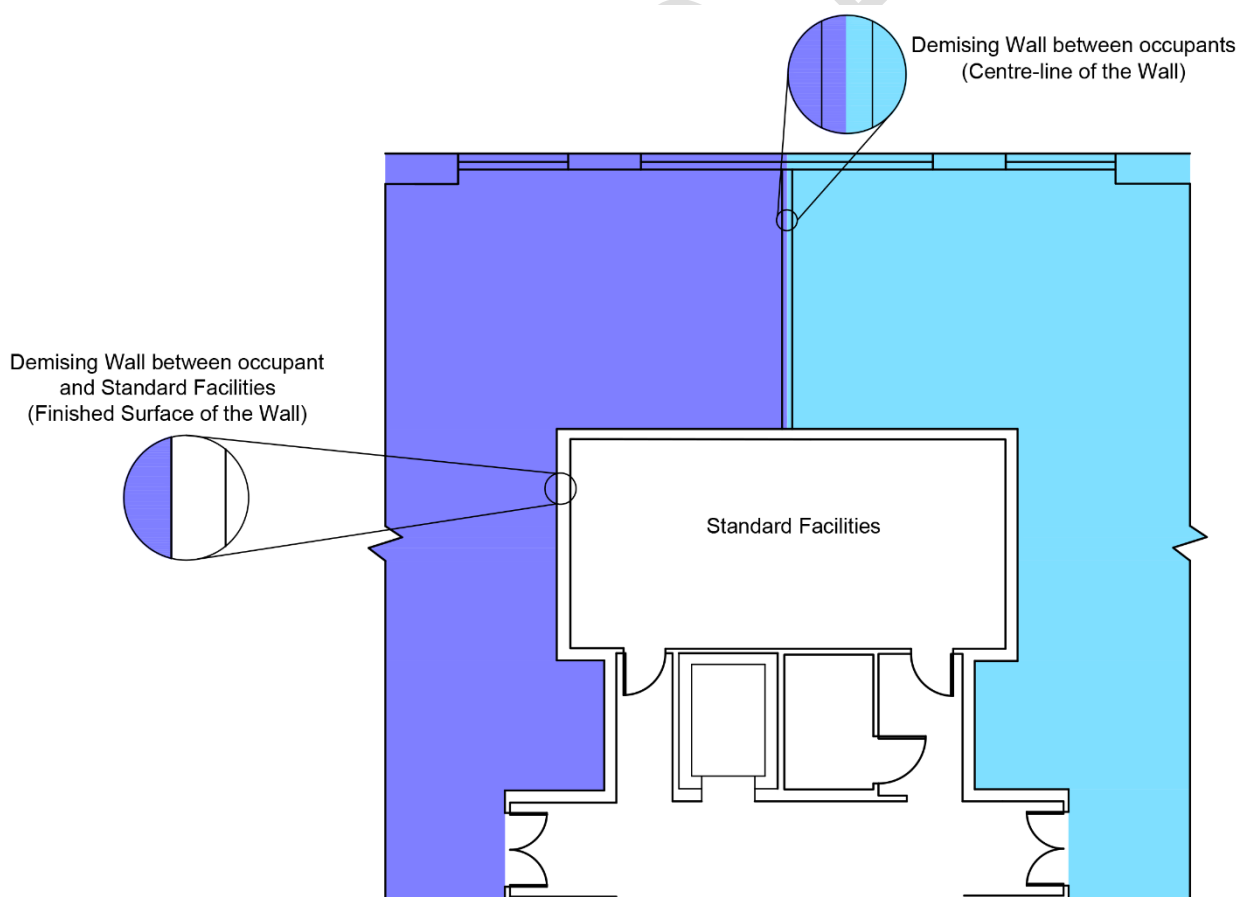 Demising Wall between occupants
(Centre-line of the Wall)
Demising Wall between occupant
and Standard Facilities
(Finished Surface of the Wall)
Standard Facilities